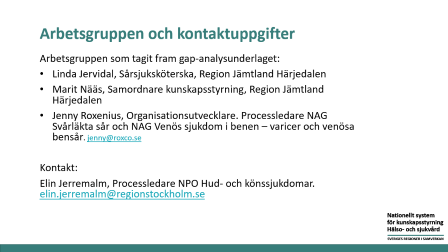 Arbetsgruppen och kontaktuppgifter
Arbetsgruppen som tagit fram gap-analysunderlaget:
• Linda Jervidal, Sårsjuksköterska, Region Jämtland Härjedalen
• Marit Nääs, Samordnare kunskapsstyrning, Region Jämtland
Härjedalen
• Jenny Roxenius, Organisationsutvecklare. Processledare NAG
Svårläkta sår och NAG Venös sjukdom i benen – varicer och venösa
bensår. jenny@roxco.se
Kontakt:
Elin Jerremalm, Processledare NPO Hud- och könssjukdomar.
elin.jerremalm@regionstockholm.se
Nationellt system
för kunskapsstyrning
Hälso- och sjukvård
SVERIGES REGIONER I SAMVERKAN